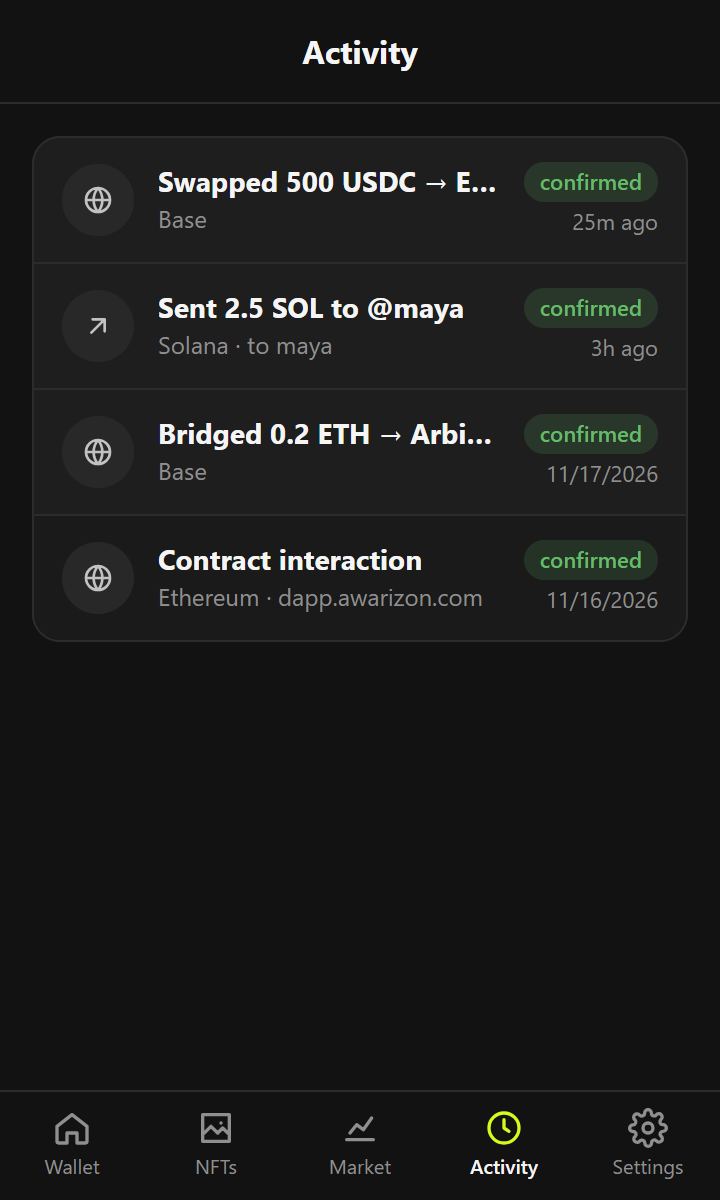 Activity
Swapped 500 USDC → E...
confirmed
Base
25m ago
Sent 2.5 SOL to @maya
confirmed
Solana · to maya
3h ago
Bridged 0.2 ETH → Arbi...
confirmed
Base
11/17/2026
Contract interaction
confirmed
Ethereum · dapp.awarizon.com
11/16/2026
Wallet
NFTs
Market
Activity
Settings